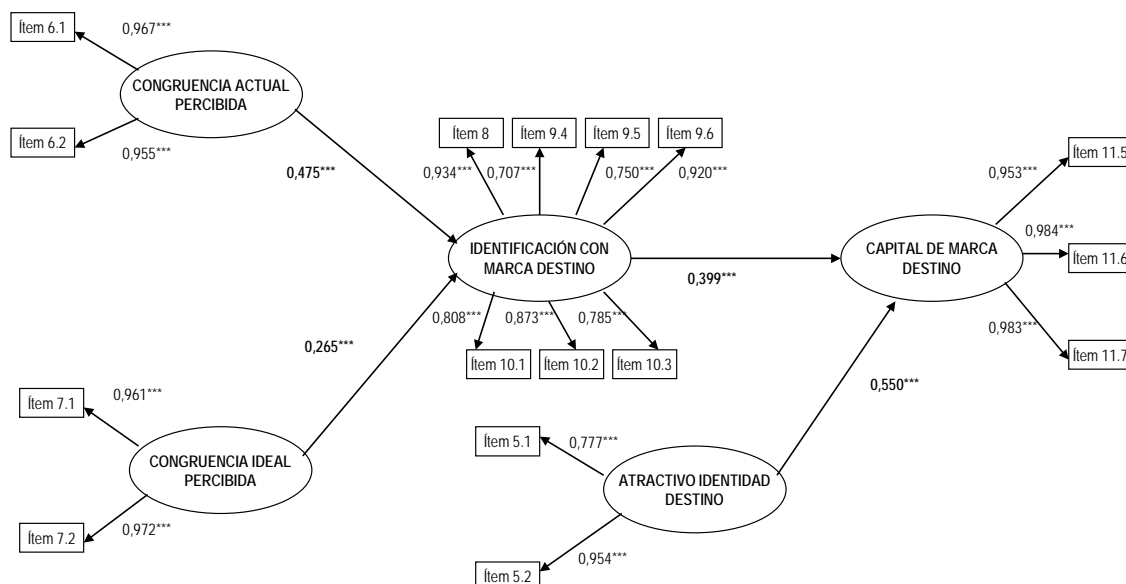 Ítem 6.1
0,967***
CONGRUENCIA ACTUAL
PERCIBIDA
Ítem 6.2
0,955***
0,475***
Ítem 8
Ítem 9.4
Ítem 9.5
Ítem 9.6
0,934***
0,707***
0,750***
0,920***
IDENTIFICACIÓN CON
MARCA DESTINO
0,808***
0,873***
0,785***
Ítem 10.1
Ítem 10.2
Ítem 10.3
0,399***
CAPITAL DE MARCA
DESTINO
0,953***
Ítem 11.5
0,984***
Ítem 11.6
0,983***
Ítem 11.7
0,265***
0,550***
Ítem 7.1
0,961***
CONGRUENCIA IDEAL
PERCIBIDA
Ítem 7.2
0,972***
Ítem 5.1
0,777***
ATRACTIVO IDENTIDAD
DESTINO
Ítem 5.2
0,954***